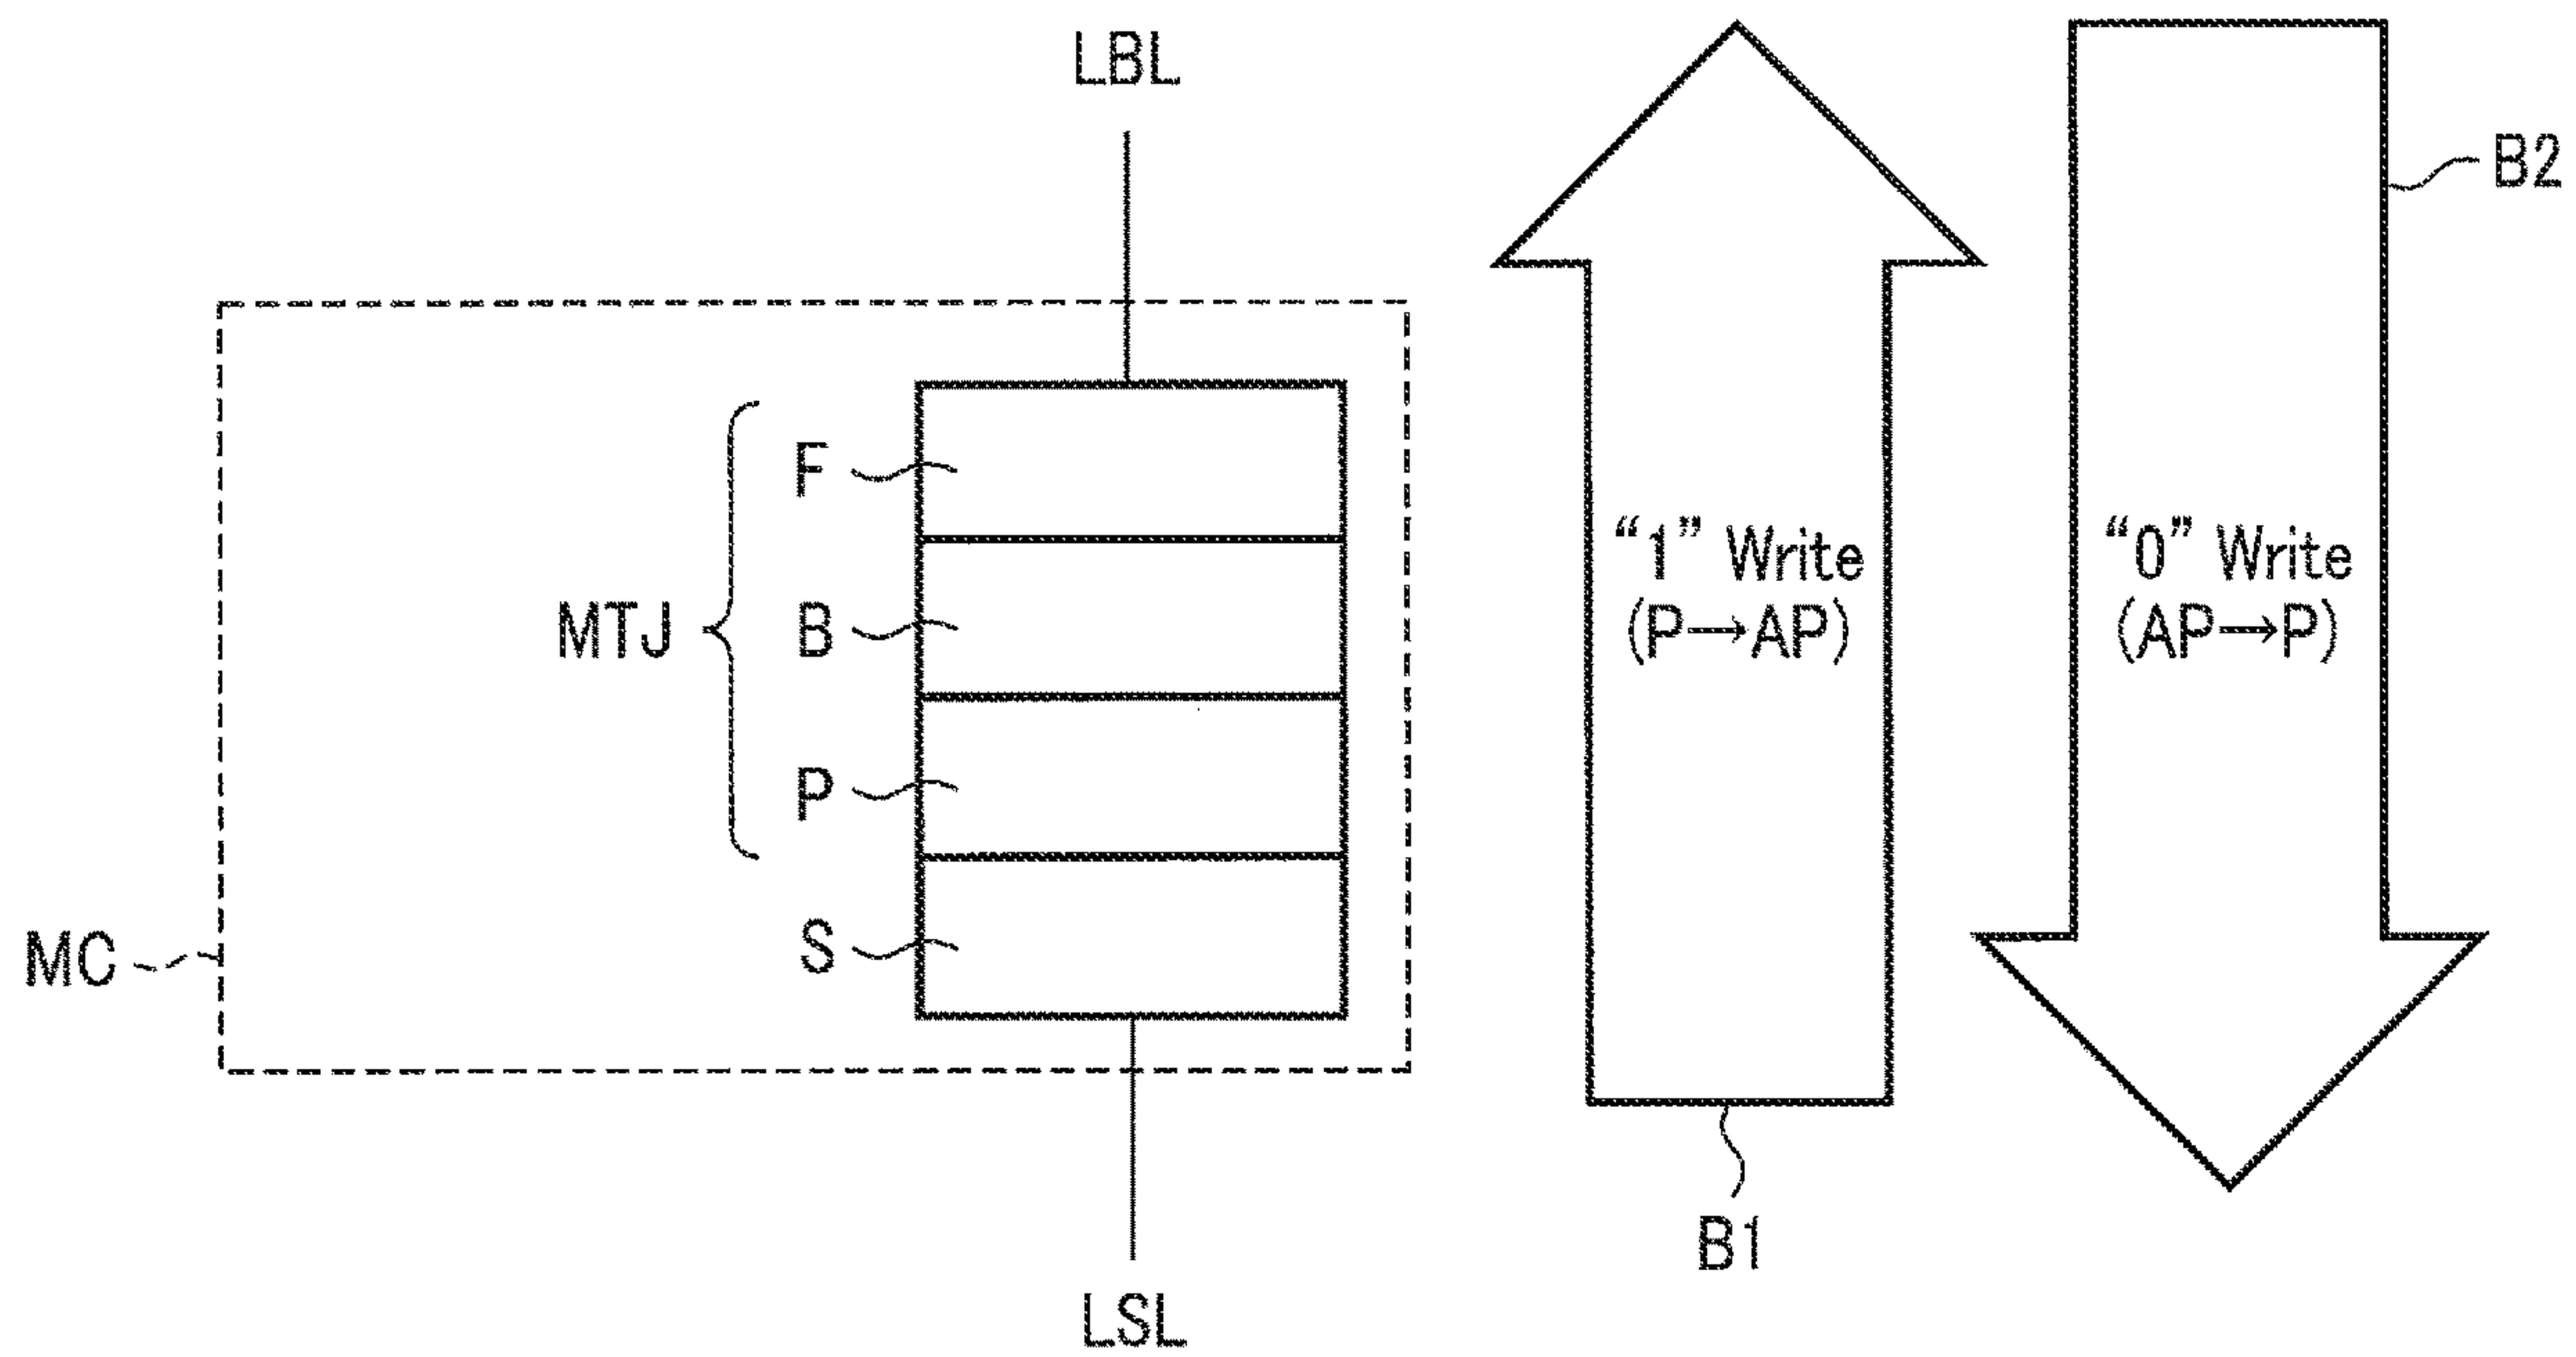 LBL
B2
F
“1” Write
(P→AP)
“0” Write
(AP→P)
MTJ
B
P
S
MC
B1
LSL